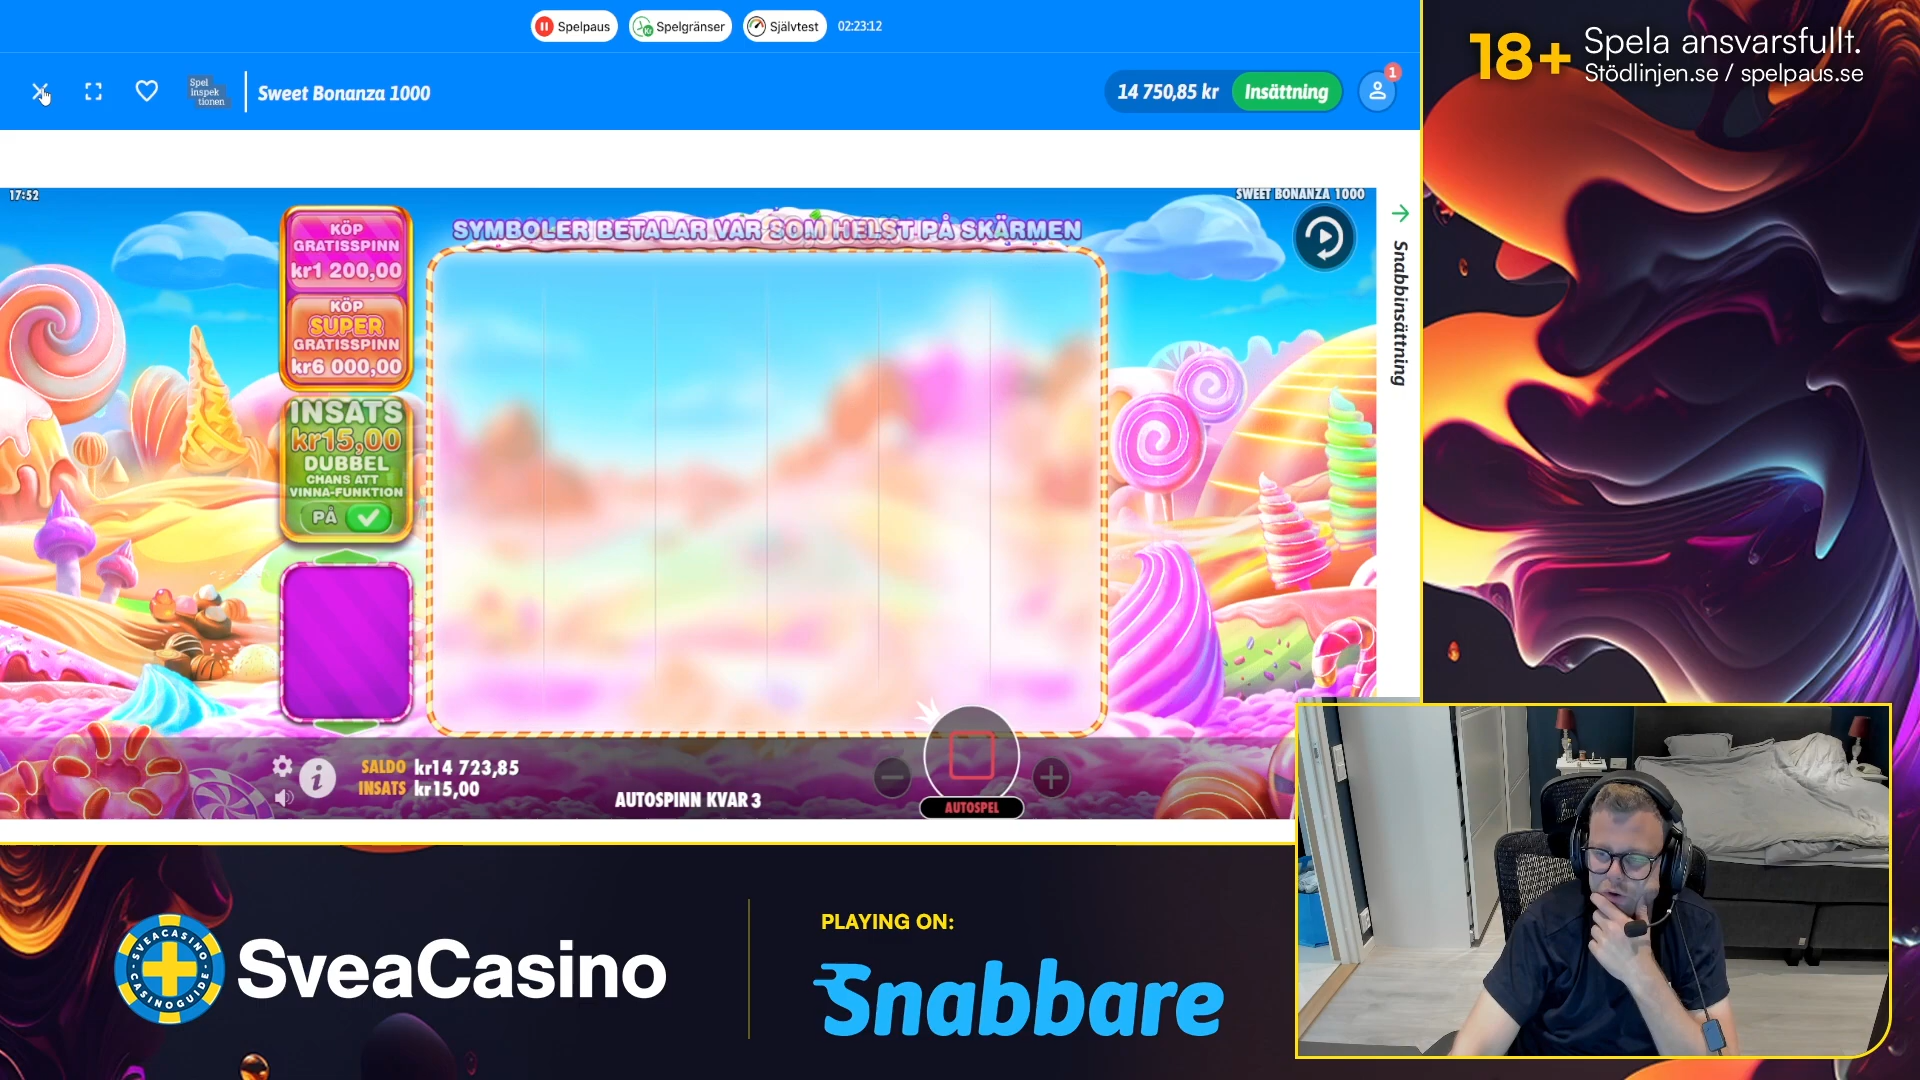 Spelpaus
Spelgränser
Självtest
02:23:12
Spel
Inspek
tionen
Sweet Bonanza 1000
14 750,85 kr
Insättning
1
18+
Spela ansvarsfullt.
Stödlinjen.se / spelpaus.se
17:52
SWEET BONANZA 1000
KÖP
GRATISSPINN
kr1 200,00
KÖP
SUPER
GRATISSPINN
kr6 000,00
INSATS
kr15,00
DUBBEL
CHANS ATT
VINNA-FUNKTION
PÅ
SYMBOLER BETALAR VAR SOM HELST PÅ SKÄRMEN
Snabbinsättning
SALDO kr14 723,85
INSATS kr15,00
AUTOSPINN KVAR 3
AUTOSPEL
SVEACASINO
CASINOGUIDE
SveaCasino
PLAYING ON:
Snabbare